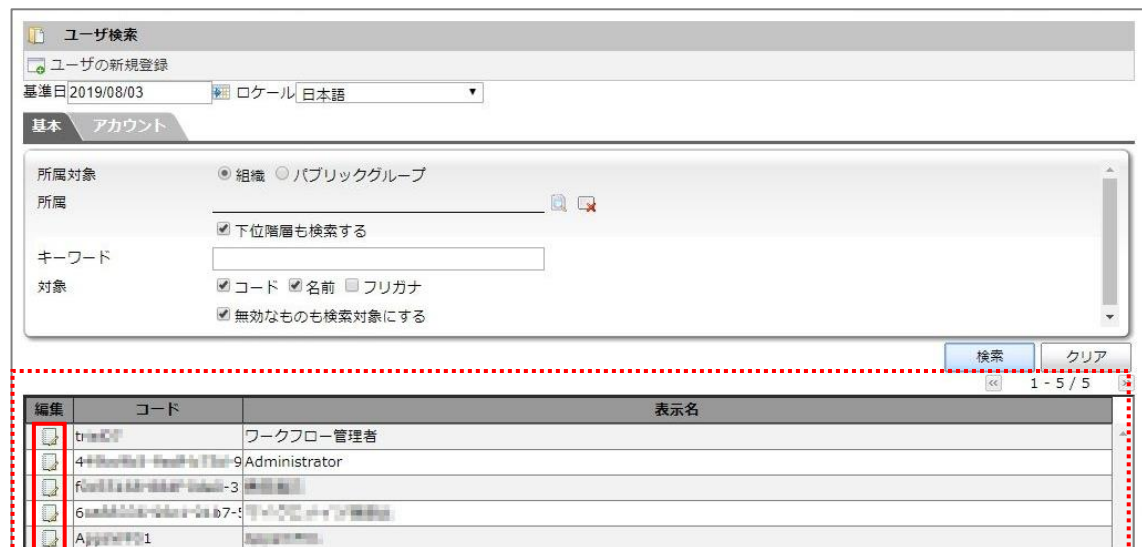 ユーザ検索
ユーザの新規登録
基準日 2019/08/03 ロケール 日本語
基本 アカウント
所属対象 組織 パブリックグループ
所属
下位階層も検索する
キーワード
対象 コード 名前 フリガナ
無効なものも検索対象にする
検索 クリア
1 - 5 / 5
編集 コード 表示名
ワークフロー管理者
Administrator